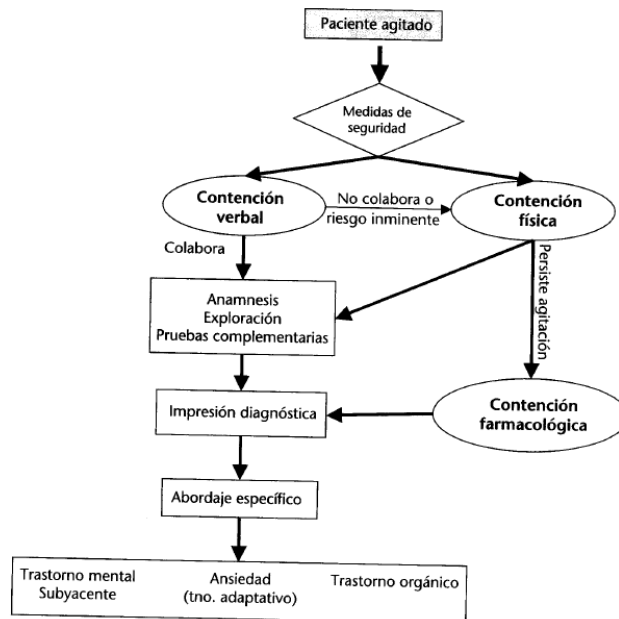 Paciente agitado
Medidas de
seguridad
Contención
verbal
No colabora o
riesgo inminente
Contención
física
Colabora
Persiste agitación
Anamnesis
Exploración
Pruebas complementarias
Impresión diagnóstica
Contención
farmacológica
Abordaje específico
Trastorno mental
Subyacente
Ansiedad
(tno. adaptativo)
Trastorno orgánico